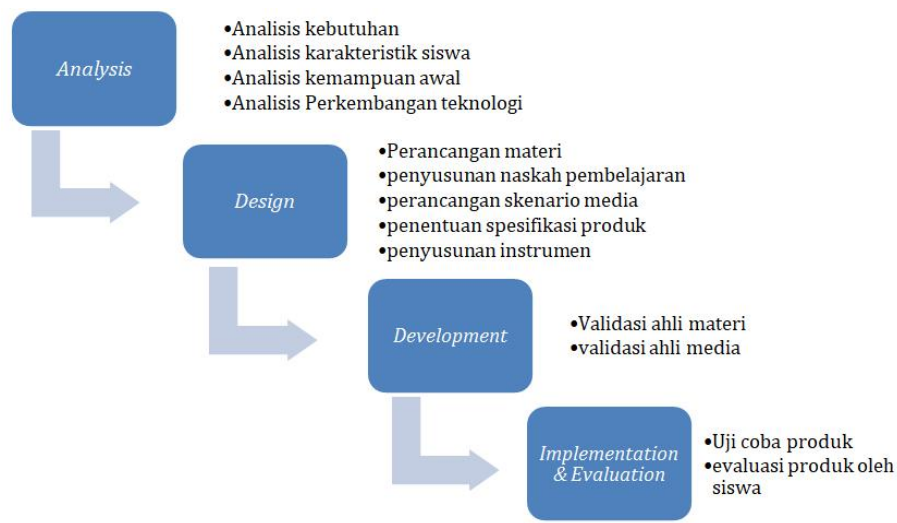 Analysis
•Analisis kebutuhan
•Analisis karakteristik siswa
•Analisis kemampuan awal
•Analisis Perkembangan teknologi
Design
•Perancangan materi
•penyusunan naskah pembelajaran
•perancangan skenario media
•penentuan spesifikasi produk
•penyusunan instrumen
Development
•Validasi ahli materi
•validasi ahli media
Implementation
& Evaluation
•Uji coba produk
•evaluasi produk oleh
siswa